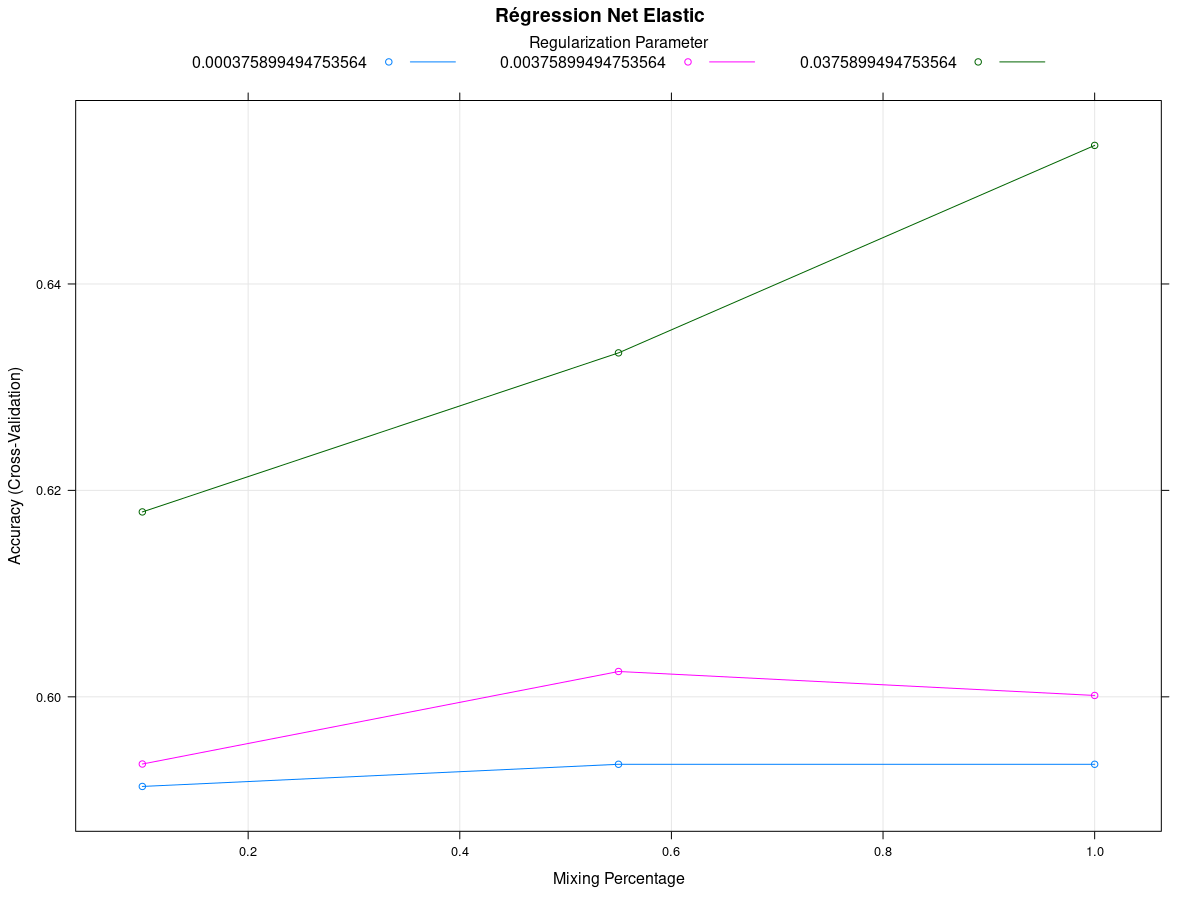 Régression Net Elastic
Regularization Parameter
0.000375899494753564 0.00375899494753564 0.0375899494753564
0.64
0.62
0.60
Accuracy (Cross-Validation)
0.2 0.4 0.6 0.8 1.0
Mixing Percentage